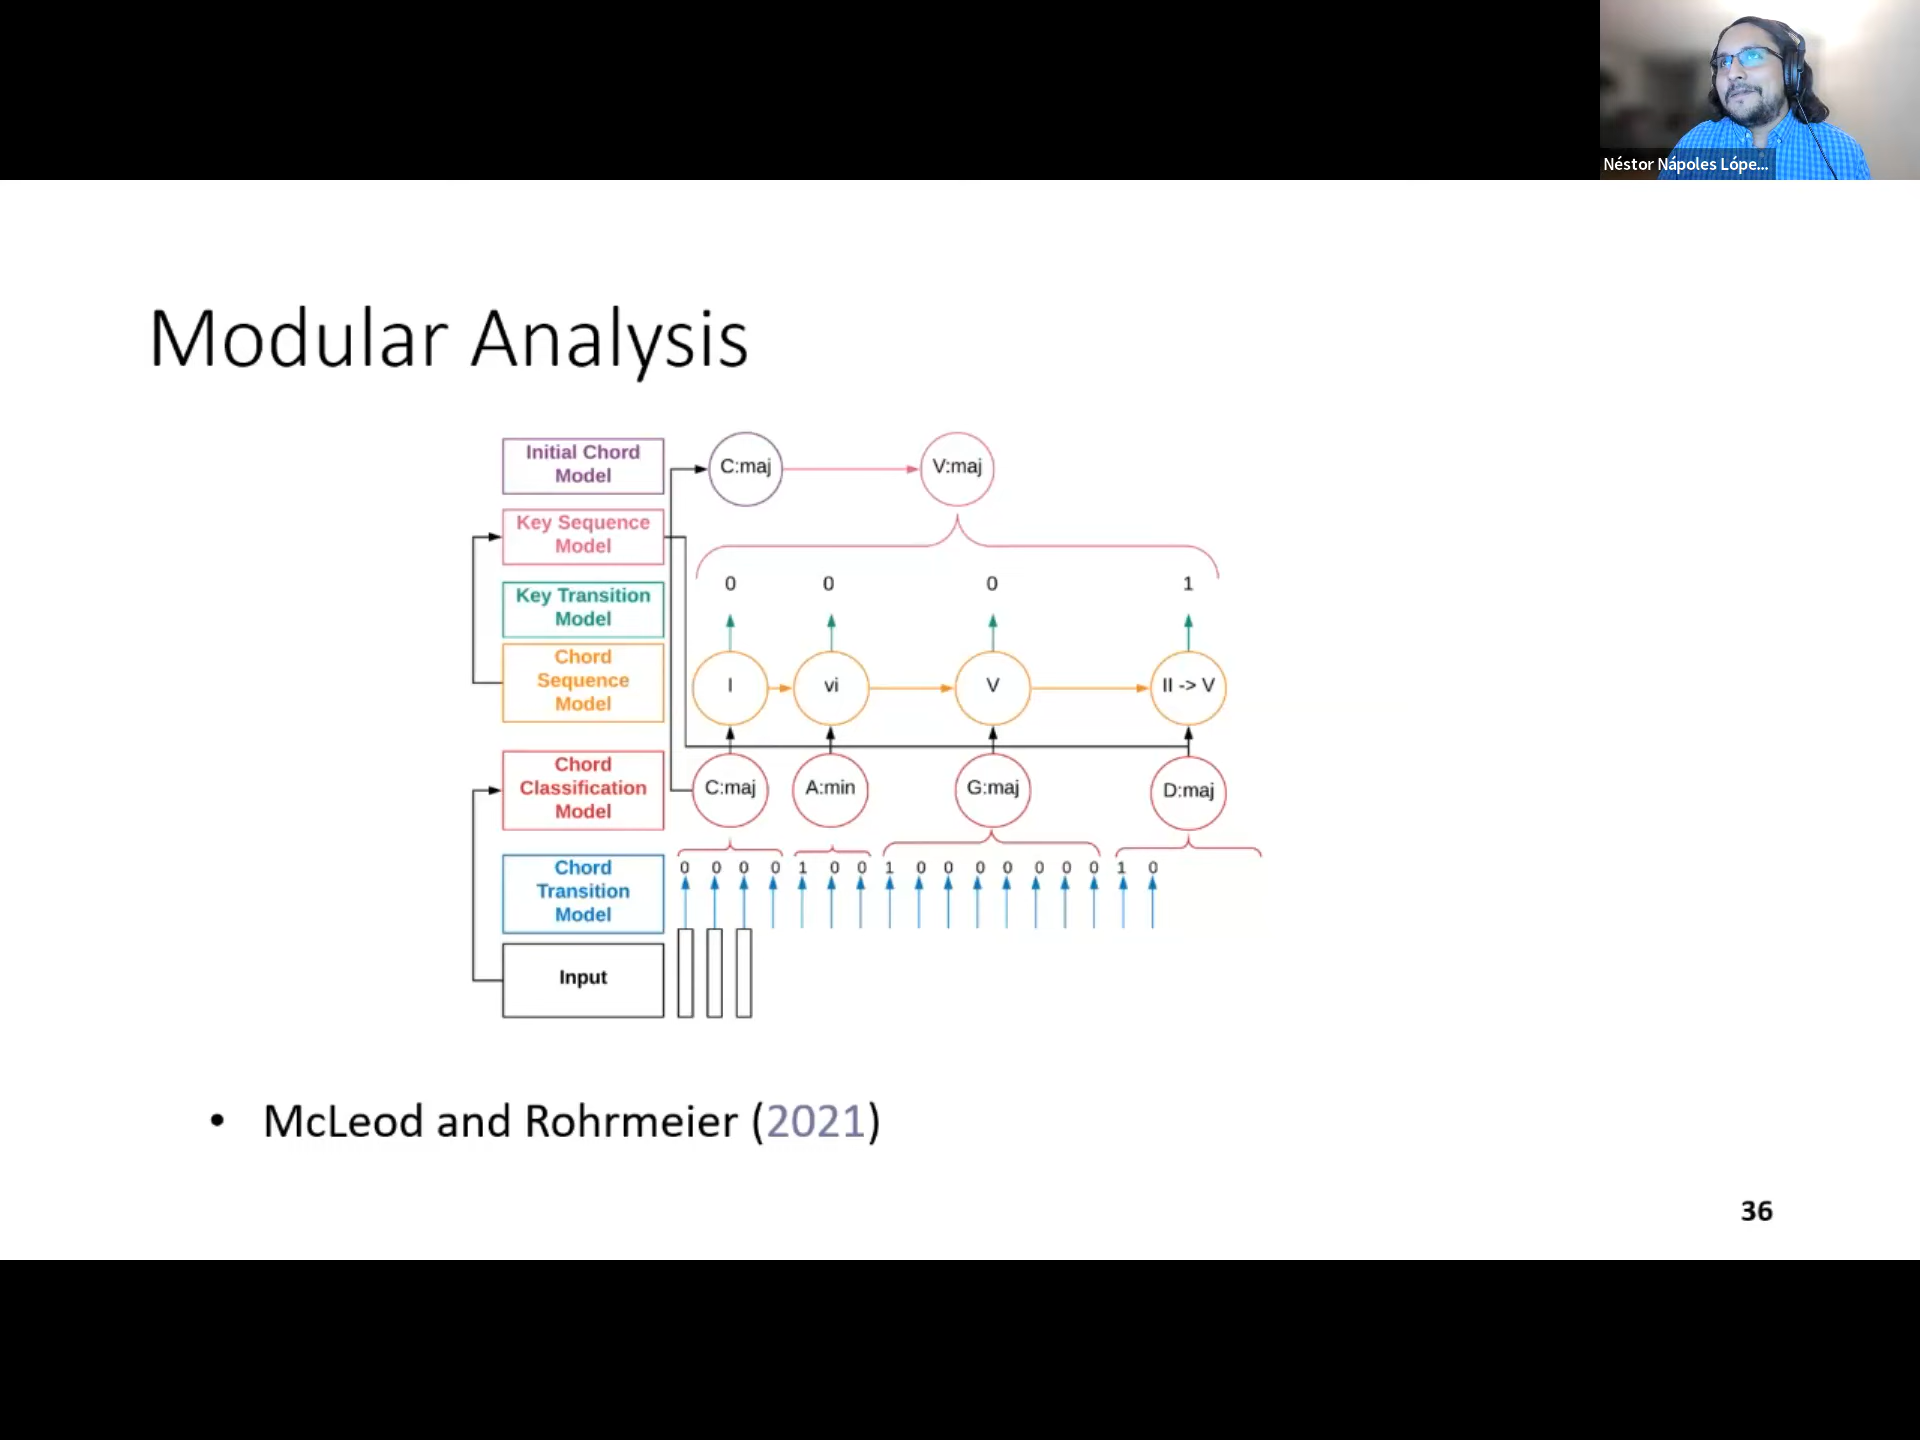 Néstor Nápoles Lópe...
Modular Analysis
Initial Chord
Model
C:maj
V:maj
Key Sequence
Model
Key Transition
Model
0 0 0 1
Chord
Sequence
Model
I vi V II -> V
Chord
Classification
Model
C:maj A:min G:maj D:maj
Chord
Transition
Model
0 0 0 0 1 0 0 1 0 0 0 0 0 0 0 1 0
Input
• McLeod and Rohrmeier (2021)
36